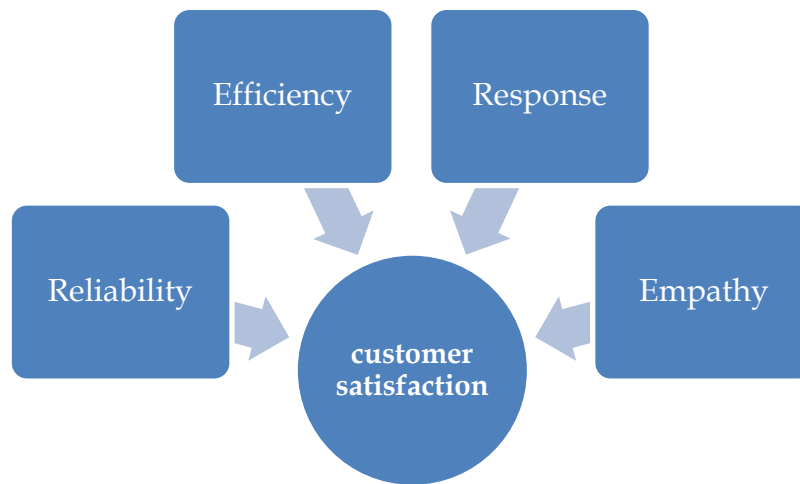 Efficiency
Response
Reliability
Empathy
customer
satisfaction